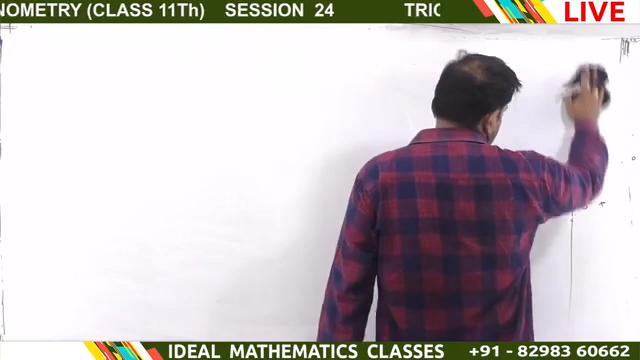 NOMETRY (CLASS 11Th) SESSION 24 TRIG
LIVE
IDEAL MATHEMATICS CLASSES +91 - 82983 60662